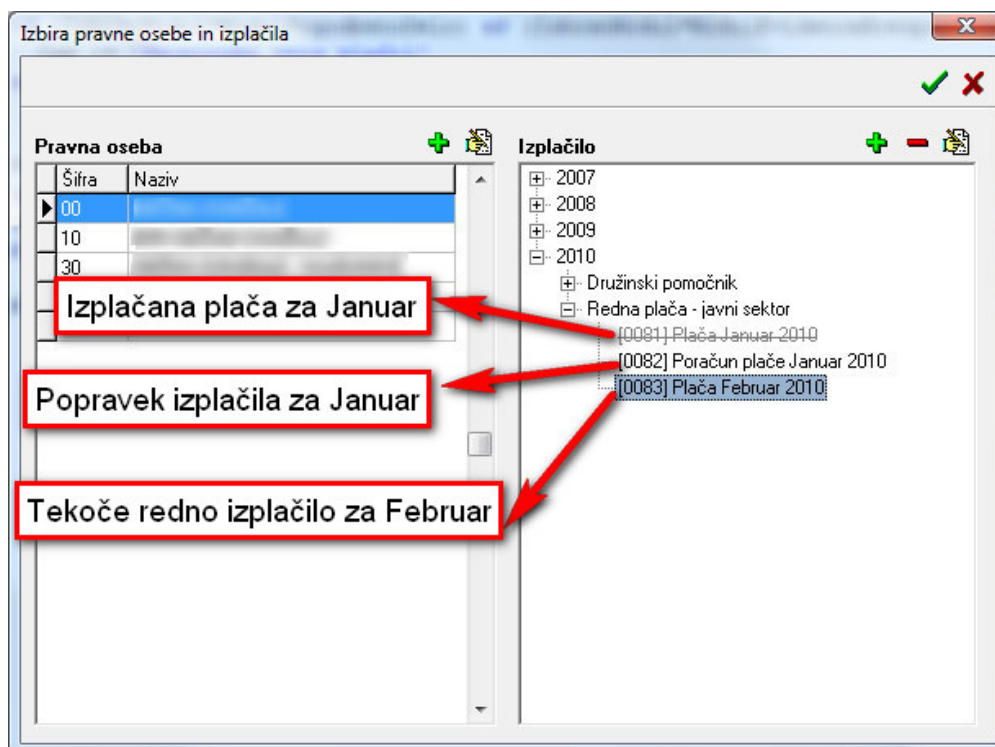 Izbira pravne osebe in izplačila
Pravna oseba
Šifra Naziv
00
10
30
Izplačilo
2007
2008
2009
2010
Družinski pomočnik
Redna plača - javni sektor
[0081] Plača Januar 2010
[0082] Poračun plače Januar 2010
[0083] Plača Februar 2010
Izplačana plača za Januar
Popravek izplačila za Januar
Tekoče redno izplačilo za Februar